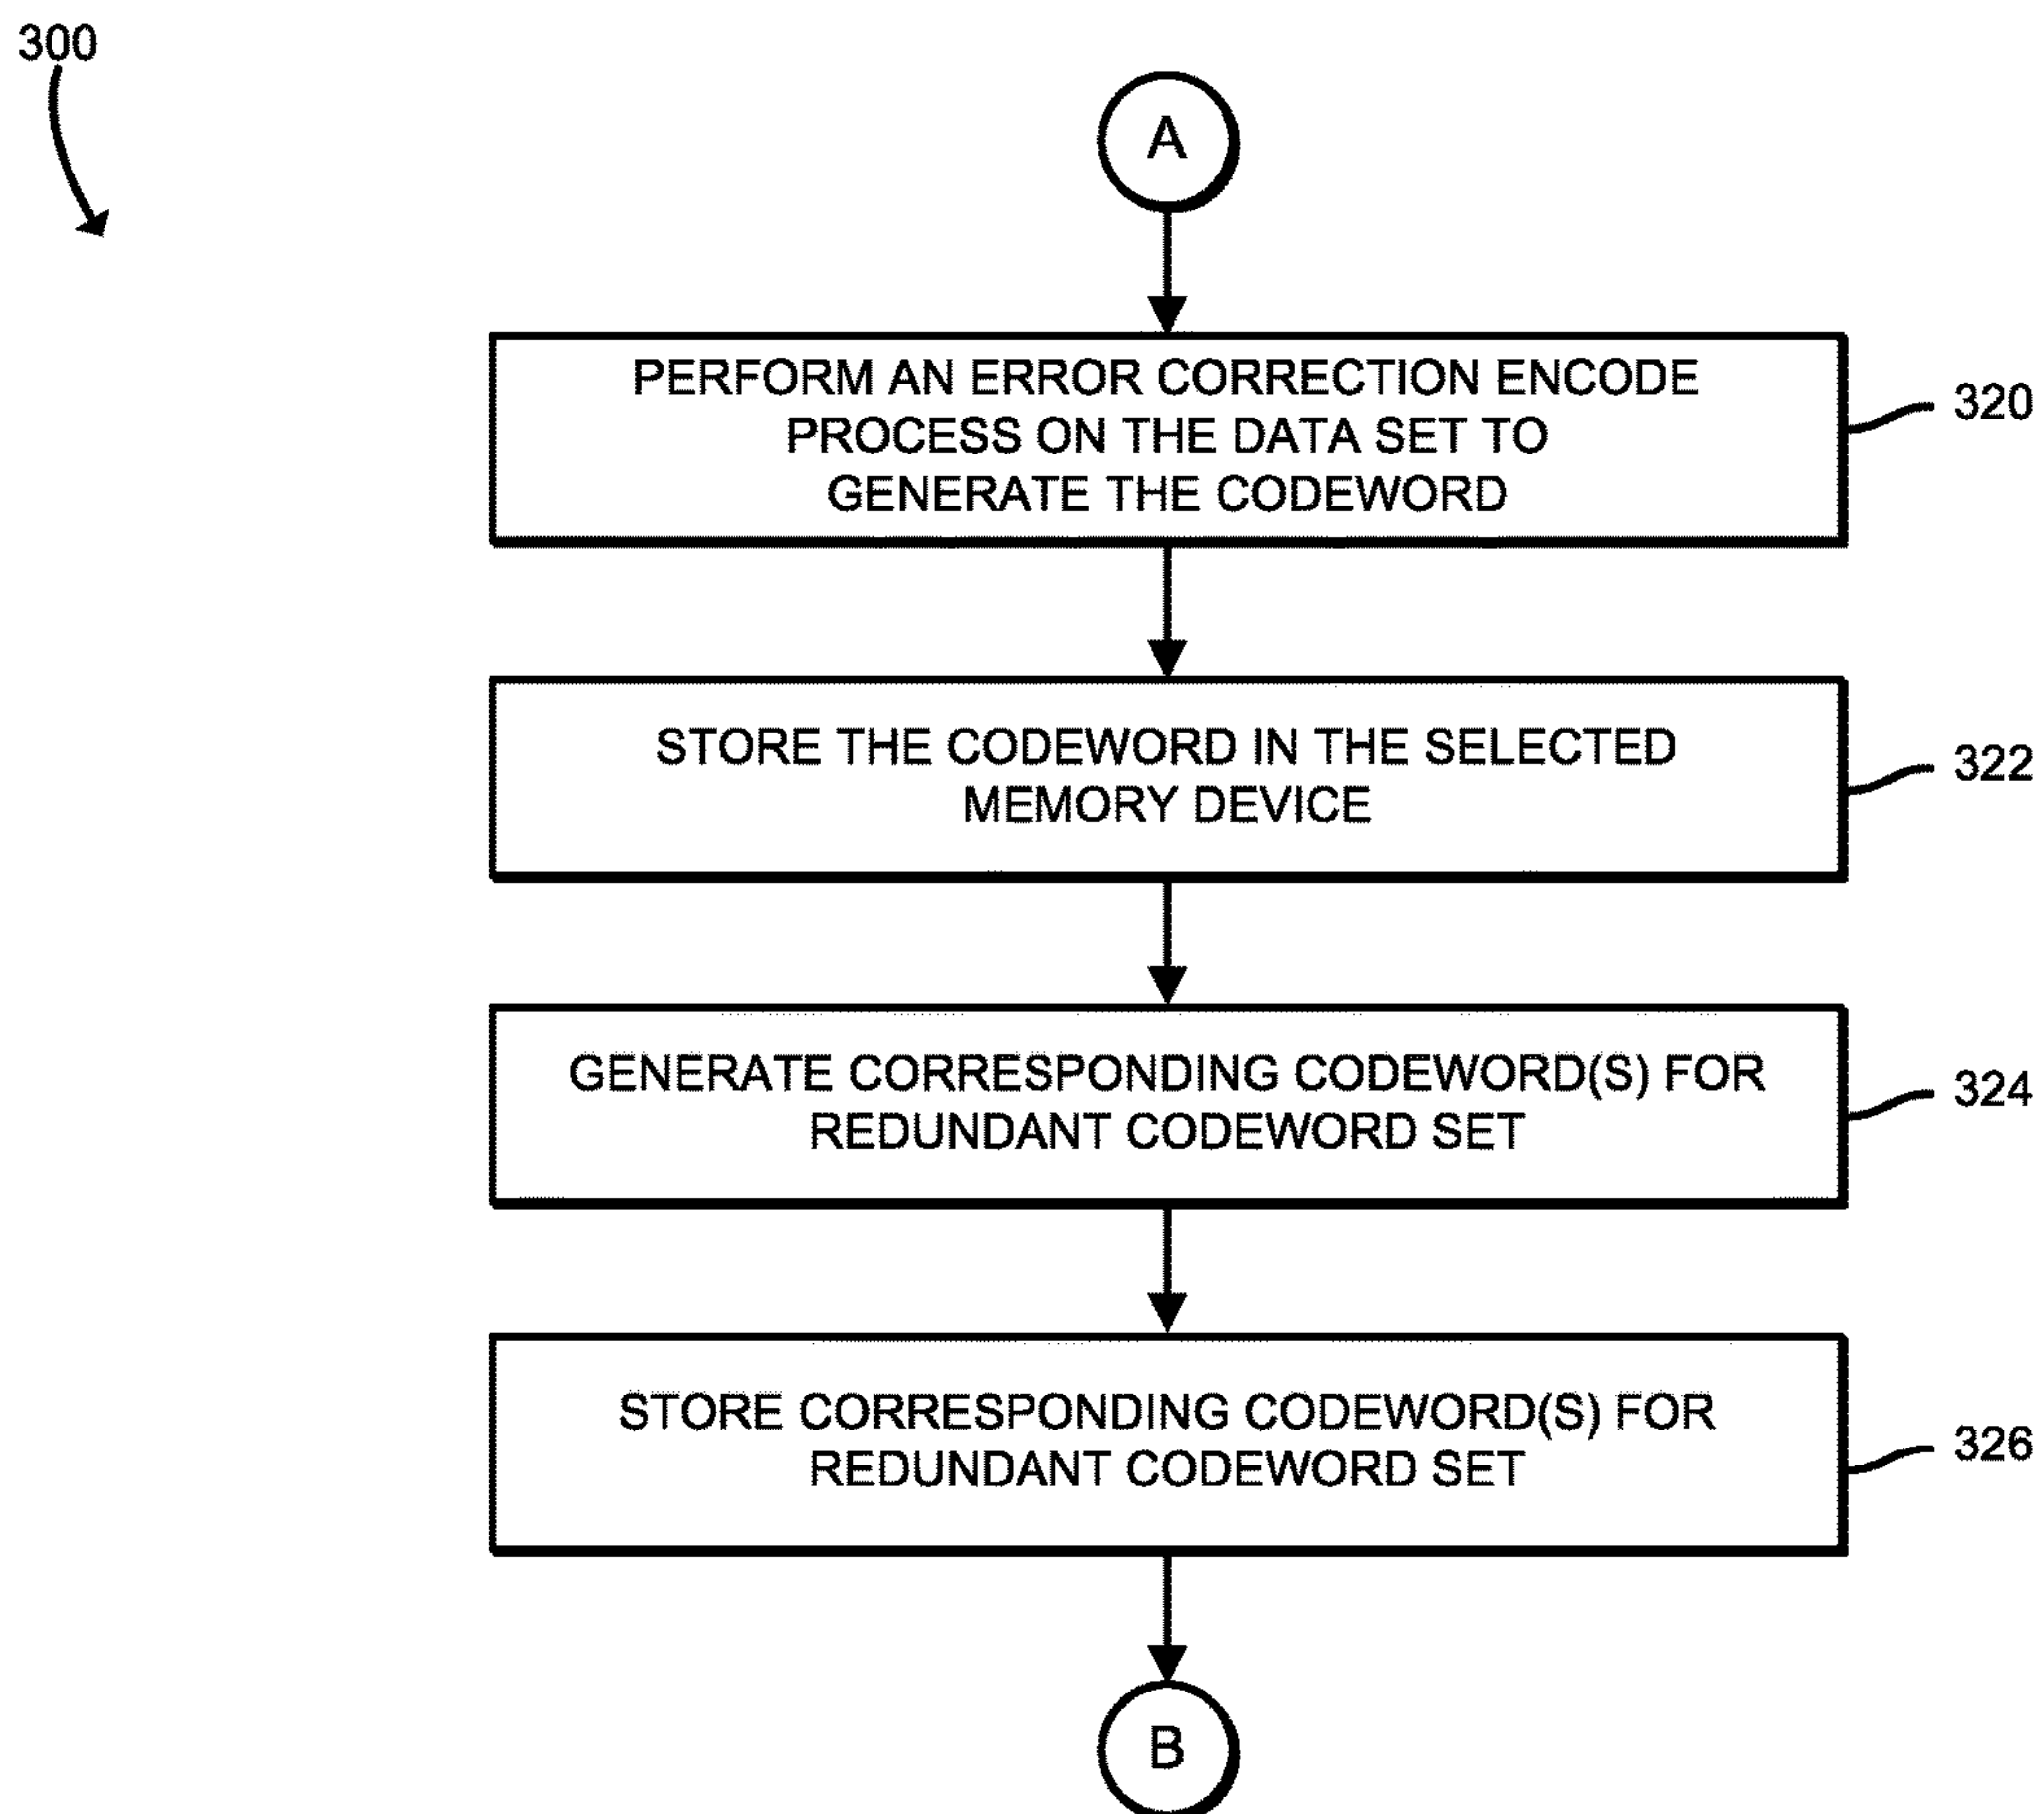 300
A
PERFORM AN ERROR CORRECTION ENCODE
PROCESS ON THE DATA SET TO
GENERATE THE CODEWORD
320
STORE THE CODEWORD IN THE SELECTED
MEMORY DEVICE
322
GENERATE CORRESPONDING CODEWORD(S) FOR
REDUNDANT CODEWORD SET
324
STORE CORRESPONDING CODEWORD(S) FOR
REDUNDANT CODEWORD SET
326
B